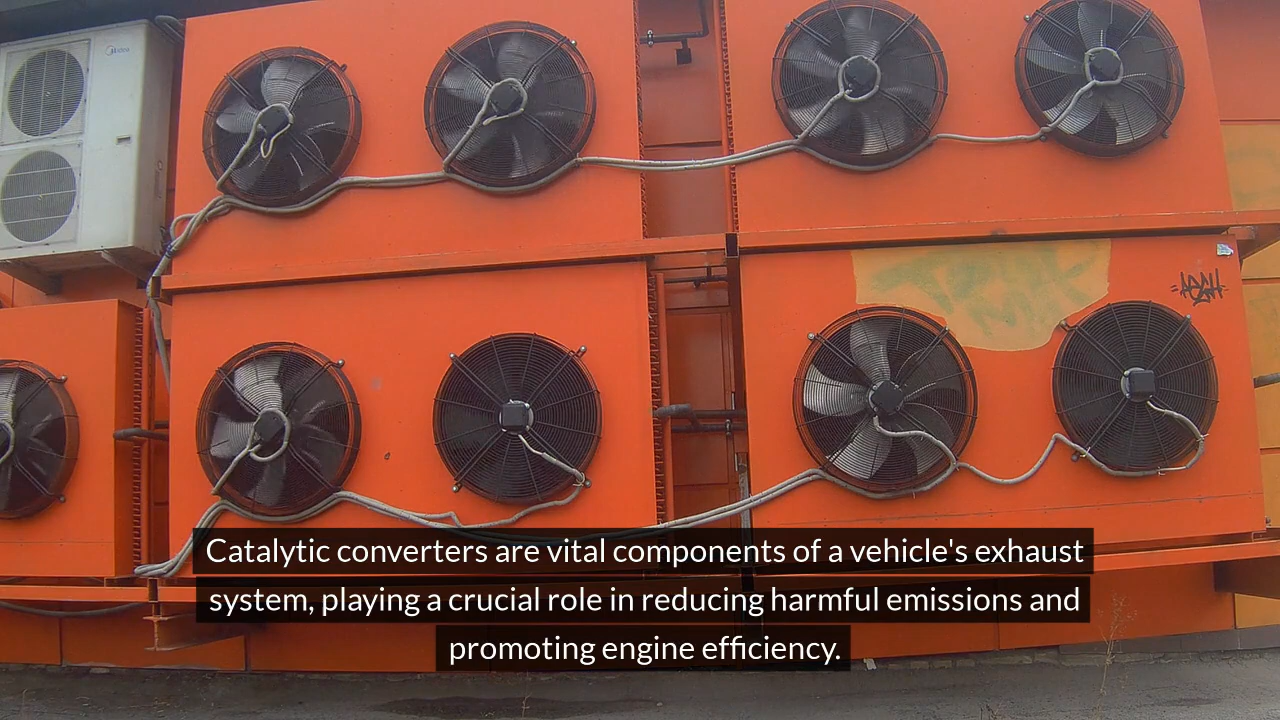 Midea
Catalytic converters are vital components of a vehicle's exhaust
system, playing a crucial role in reducing harmful emissions and
promoting engine efficiency.